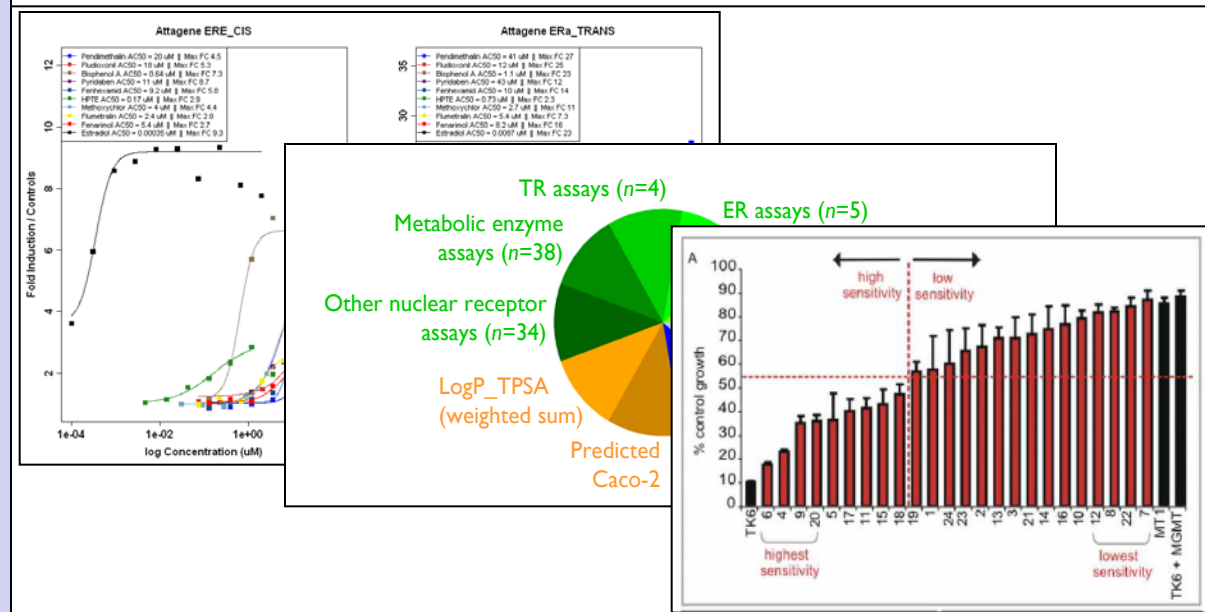 Attagene ERE_CIS
12
10
8
6
4
2
Fold Induction / Controls
Pendimethalin AC50 = 20 uM || Max FC 4.5
Fludioxonil AC50 = 18 uM || Max FC 5.3
Bisphenol A AC50 = 0.64 uM || Max FC 7.3
Pyridaben AC50 = 11 uM || Max FC 8.7
Fenhexamid AC50 = 9.2 uM || Max FC 5.8
HPTE AC50 = 0.17 uM || Max FC 2.9
Methoxychlor AC50 = 4 uM || Max FC 4.4
Flumetralin AC50 = 2.4 uM || Max FC 2.8
Fenarimol AC50 = 5.4 uM || Max FC 2.7
Estradiol AC50 = 0.00035 uM || Max FC 9.3
1e-04
1e-02
1e+00
log Concentration (uM)
Attagene ERa_TRANS
35
30
Pendimethalin AC50 = 41 uM || Max FC 27
Fludioxonil AC50 = 12 uM || Max FC 25
Bisphenol A AC50 = 1.1 uM || Max FC 23
Pyridaben AC50 = 43 uM || Max FC 12
Fenhexamid AC50 = 10 uM || Max FC 14
HPTE AC50 = 0.73 uM || Max FC 2.3
Methoxychlor AC50 = 2.7 uM || Max FC 11
Flumetralin AC50 = 5.4 uM || Max FC 7.3
Fenarimol AC50 = 8.2 uM || Max FC 16
Estradiol AC50 = 0.0087 uM || Max FC 23
TR assays (n=4)
ER assays (n=5)
Metabolic enzyme
assays (n=38)
Other nuclear receptor
assays (n=34)
LogP_TPSA
(weighted sum)
Predicted
Caco-2
A
high
sensitivity
low
sensitivity
100
90
80
70
60
50
40
30
20
10
0
% control growth
TK6
6
4
9
20
5
17
11
15
18
19
1
24
23
2
13
3
21
14
16
10
12
8
22
7
MT1
TK6 + MGMT
highest
sensitivity
lowest
sensitivity